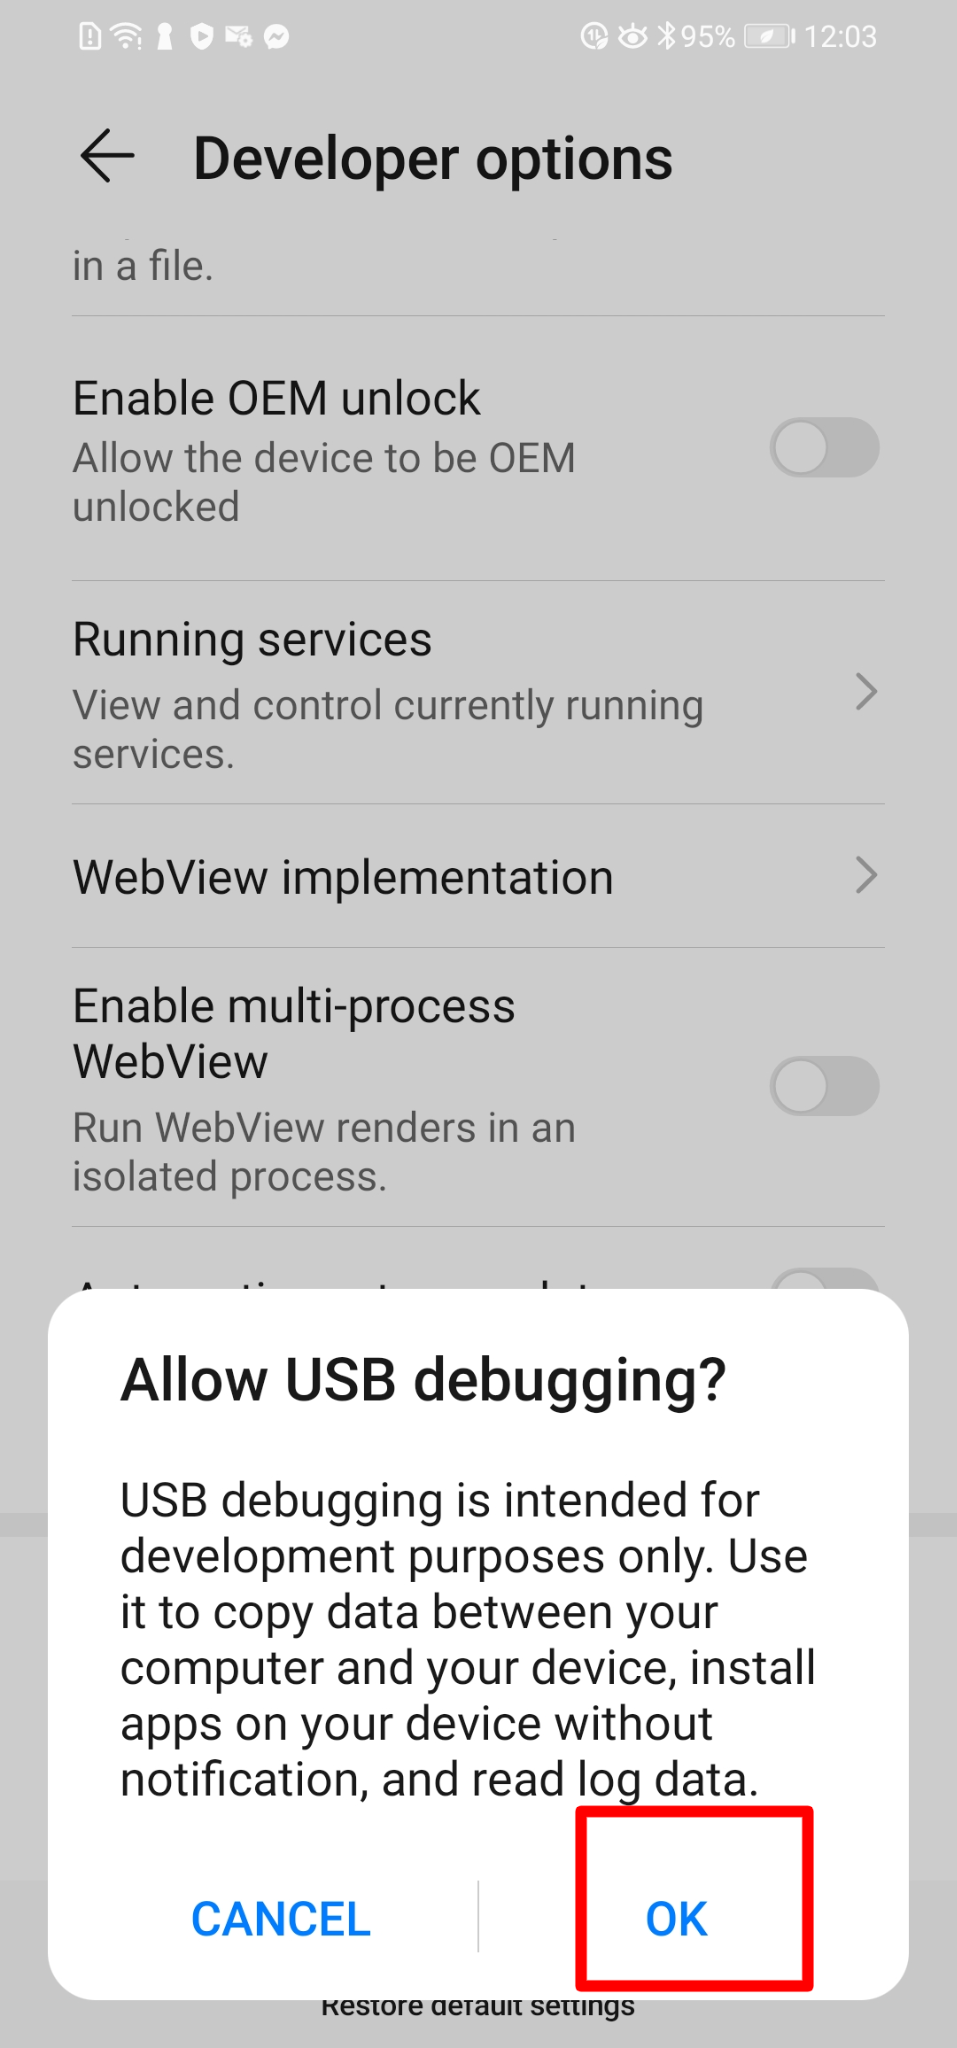 95% 12:03
Developer options
in a file.
Enable OEM unlock
Allow the device to be OEM
unlocked
Running services
View and control currently running
services.
WebView implementation
Enable multi-process
WebView
Run WebView renders in an
isolated process.
Allow USB debugging?
USB debugging is intended for
development purposes only. Use
it to copy data between your
computer and your device, install
apps on your device without
notification, and read log data.
CANCEL
OK
Restore default settings